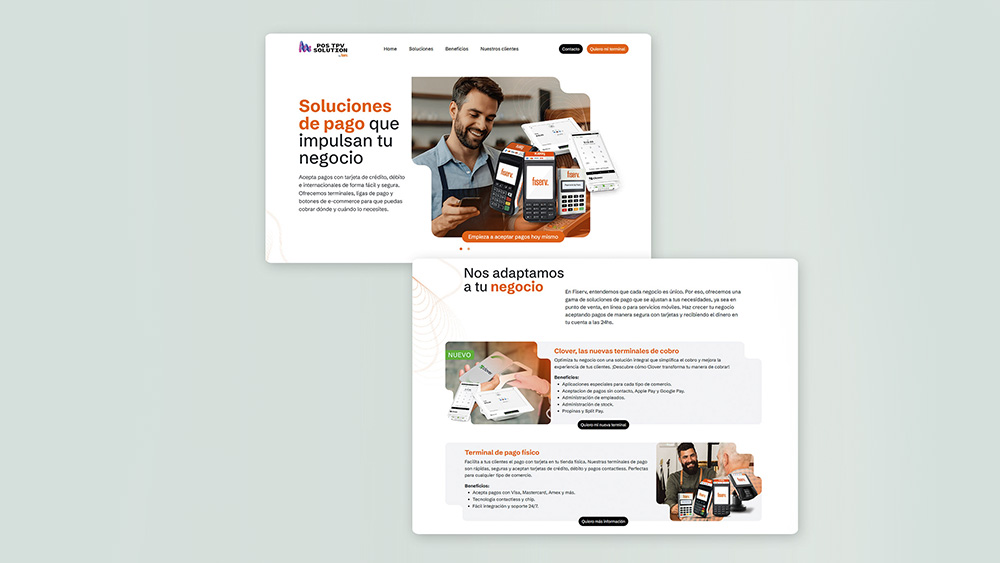 POS TPV
SOLUTION
Home
Soluciones
Beneficios
Nuestros clientes
Contacto
Quiero mi terminal
Soluciones
de pago que
impulsan tu
negocio
Acepta pagos con tarjeta de crédito, débito
e internacionales de forma fácil y segura.
Ofrecemos terminales, ligas de pago y
botones de e-commerce para que puedas
cobrar dónde y cuándo lo necesites.
fiserv.
fiserv.
fiserv.
Empieza a aceptar pagos hoy mismo
Nos adaptamos
a tu negocio
En Fiserv, entendemos que cada negocio es único. Por eso, ofrecemos una
gama de soluciones de pago que se ajustan a tus necesidades, ya sea en
punto de venta, en línea o para servicios móviles. Haz crecer tu negocio
aceptando pagos de manera segura con tarjetas y recibiendo el dinero en
tu cuenta a las 24hs.
NUEVO
clover
Clover, las nuevas terminales de cobro
Optimiza tu negocio con una solución integral que simplifica el cobro y mejora la
experiencia de tus clientes. ¡Descubre cómo Clover transforma tu manera de cobrar!
Beneficios:
• Aplicaciones especiales para cada tipo de comercio.
• Aceptacion de pagos sin contacto, Apple Pay y Google Pay.
• Administración de empleados.
• Administración de stock.
• Propinas y Split Pay.
Quiero mi nueva terminal
Terminal de pago físico
Facilita a tus clientes el pago con tarjeta en tu tienda física. Nuestras terminales de pago
son rápidas, seguras y aceptan tarjetas de crédito, débito y pagos contactless. Perfectas
para cualquier tipo de comercio.
Beneficios:
• Acepta pagos con Visa, Mastercard, Amex y más.
• Tecnología contactless y chip.
• Fácil integración y soporte 24/7.
fiserv.
fiserv.
fiserv.
Quiero más información